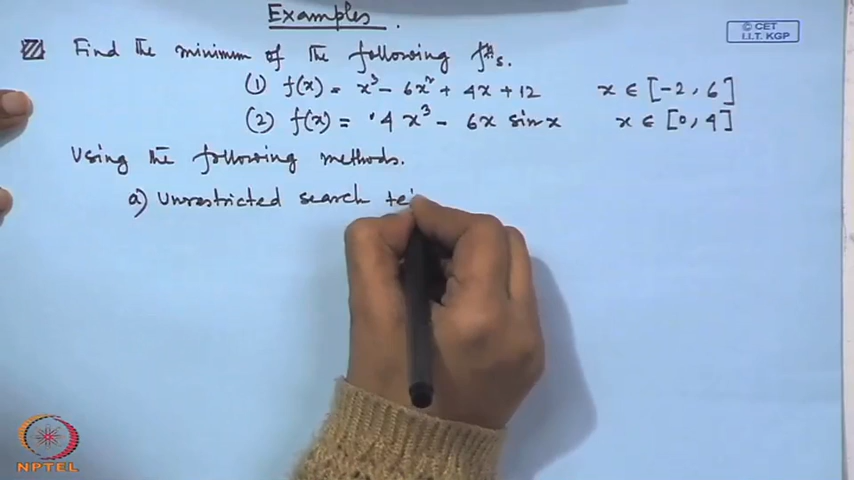 Examples.
© CET
I.I.T. KGP
Find the minimum of the following fⁿs.
(1) f(x) = x³ - 6x² + 4x + 12 x ∈ [-2, 6]
(2) f(x) = ·4 x³ - 6x sin x x ∈ [0, 4]
Using the following methods.
a) Unrestricted search te
NPTEL